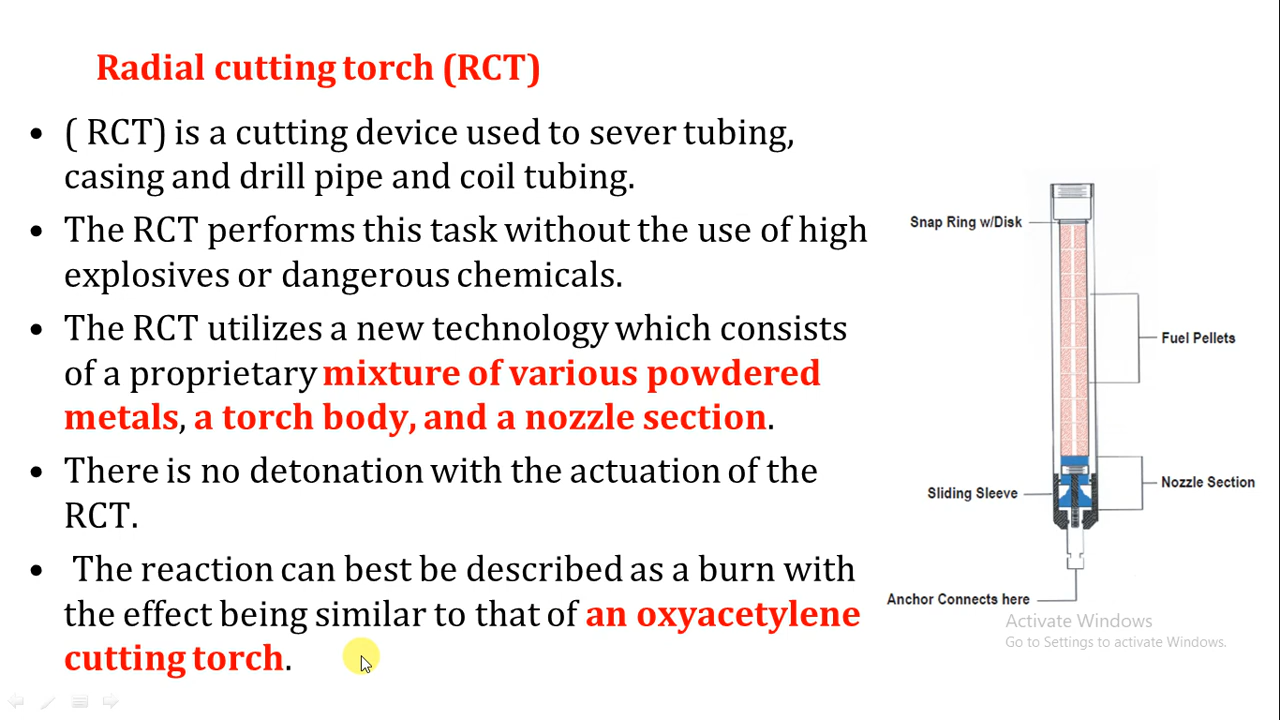 Radial cutting torch (RCT)
• ( RCT) is a cutting device used to sever tubing,
casing and drill pipe and coil tubing.
• The RCT performs this task without the use of high
explosives or dangerous chemicals.
• The RCT utilizes a new technology which consists
of a proprietary mixture of various powdered
metals, a torch body, and a nozzle section.
• There is no detonation with the actuation of the
RCT.
• The reaction can best be described as a burn with
the effect being similar to that of an oxyacetylene
cutting torch.
Snap Ring w/Disk
Fuel Pellets
Nozzle Section
Sliding Sleeve
Anchor Connects here
Activate Windows
Go to Settings to activate Windows.